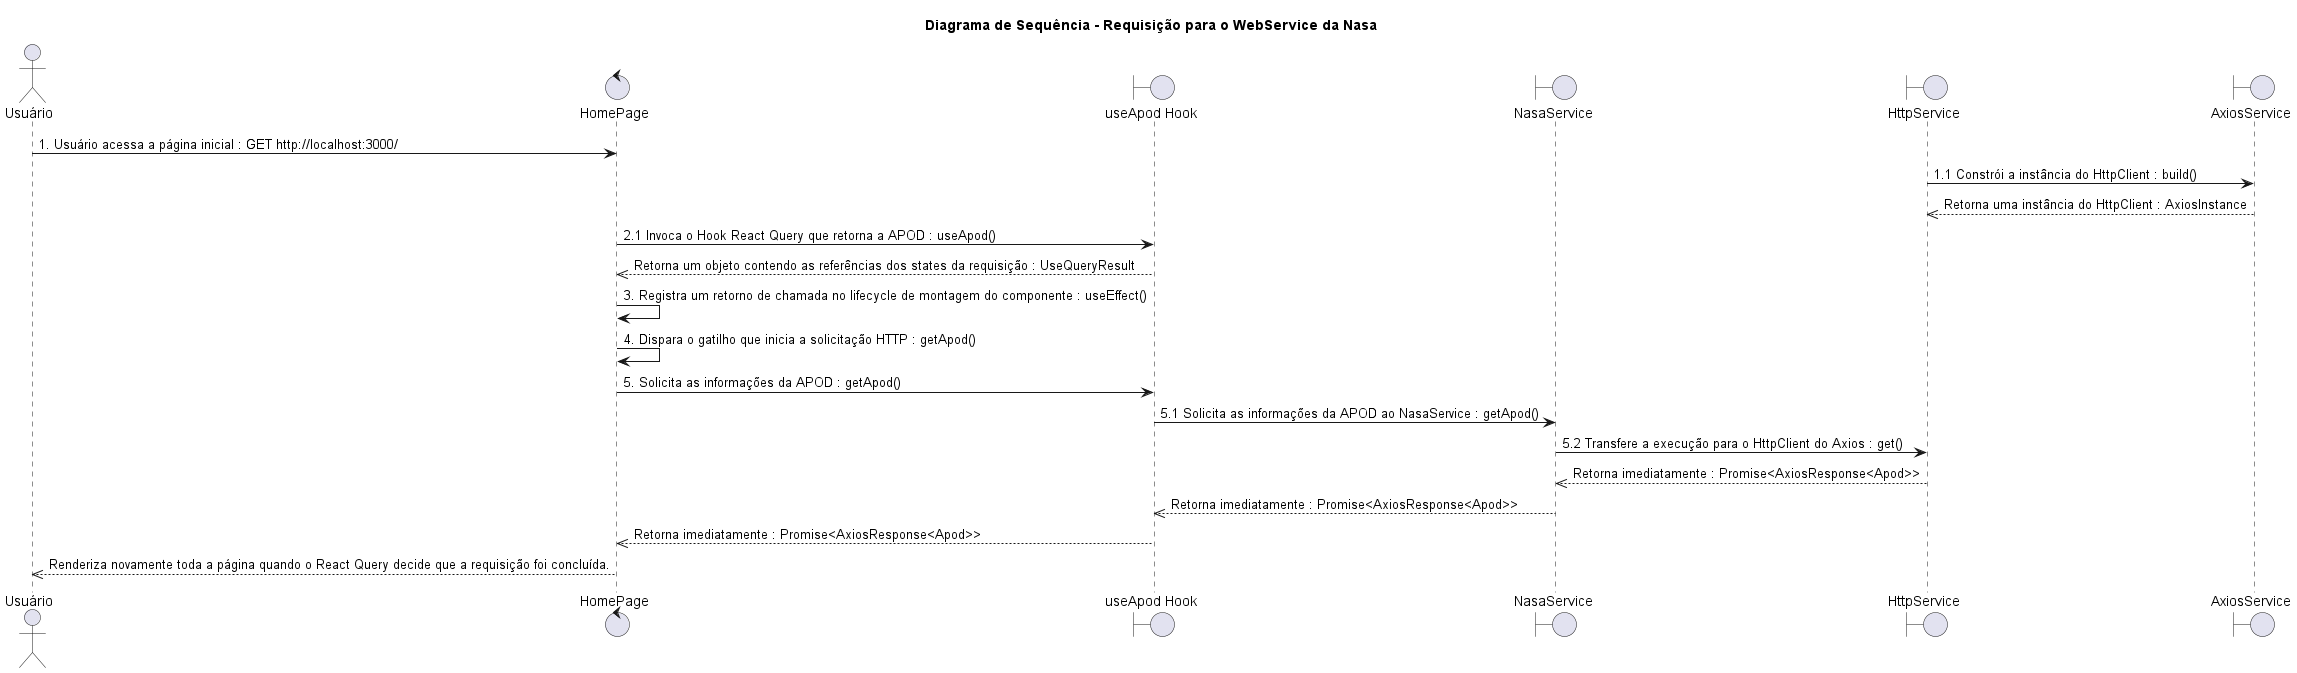 Diagrama de Sequência - Requisição para o WebService da Nasa
Usuário
HomePage
useApod Hook
NasaService
HttpService
AxiosService
1. Usuário acessa a página inicial : GET http://localhost:3000/
1.1 Constrói a instância do HttpClient : build()
Retorna uma instância do HttpClient : AxiosInstance
2.1 Invoca o Hook React Query que retorna a APOD : useApod()
Retorna um objeto contendo as referências dos states da requisição : UseQueryResult
3. Registra um retorno de chamada no lifecycle de montagem do componente : useEffect()
4. Dispara o gatilho que inicia a solicitação HTTP : getApod()
5. Solicita as informações da APOD : getApod()
5.1 Solicita as informações da APOD ao NasaService : getApod()
5.2 Transfere a execução para o HttpClient do Axios : get()
Retorna imediatamente : Promise<AxiosResponse<Apod>>
Retorna imediatamente : Promise<AxiosResponse<Apod>>
Retorna imediatamente : Promise<AxiosResponse<Apod>>
Renderiza novamente toda a página quando o React Query decide que a requisição foi concluída.
Usuário
HomePage
useApod Hook
NasaService
HttpService
AxiosService